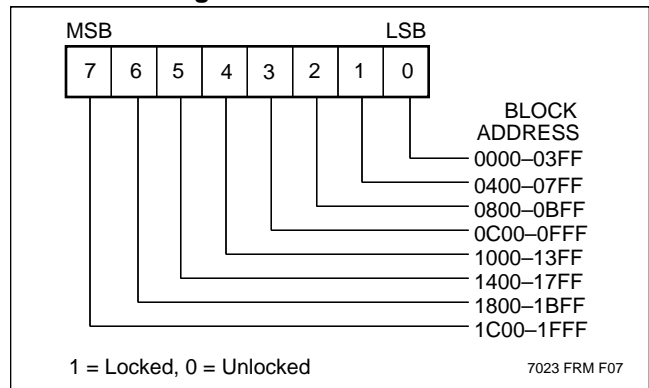 MSB LSB
7 6 5 4 3 2 1 0
BLOCK
ADDRESS
0000–03FF
0400–07FF
0800–0BFF
0C00–0FFF
1000–13FF
1400–17FF
1800–1BFF
1C00–1FFF
1 = Locked, 0 = Unlocked 7023 FRM F07